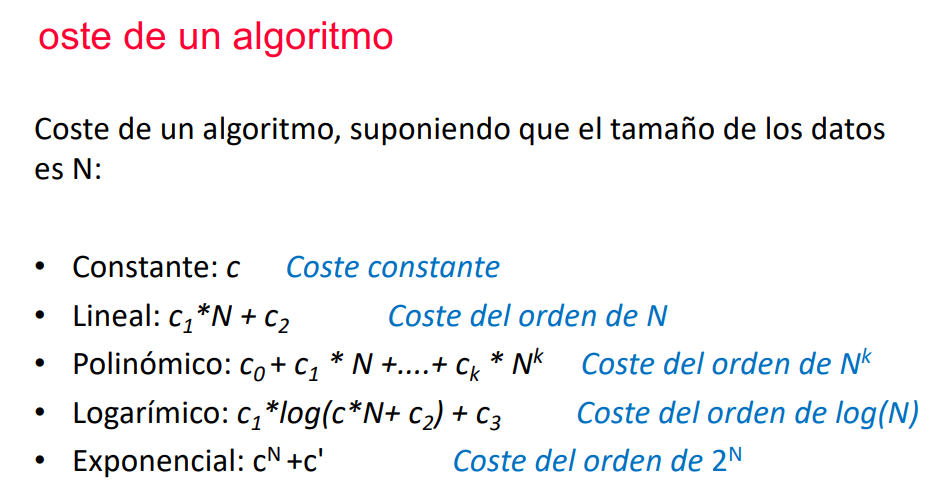 oste de un algoritmo
Coste de un algoritmo, suponiendo que el tamaño de los datos
es N:
• Constante: c Coste constante
• Lineal: c₁*N + c₂ Coste del orden de N
• Polinómico: c₀ + c₁ * N +....+ cₖ * Nᵏ Coste del orden de Nᵏ
• Logarímico: c₁*log(c*N+ c₂) + c₃ Coste del orden de log(N)
• Exponencial: cᴺ +c' Coste del orden de 2ᴺ